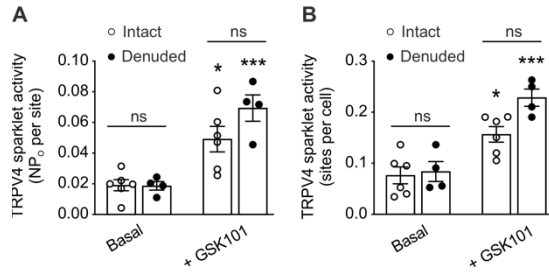 A
Intact
Denuded
ns
TRPV4 sparklet activity
(NPO per site)
0.10
0.08
0.06
0.04
0.02
0.00
ns
*
***
Basal
+ GSK101
B
Intact
Denuded
ns
TRPV4 sparklet activity
(sites per cell)
0.3
0.2
0.1
0.0
ns
*
***
Basal
+ GSK101